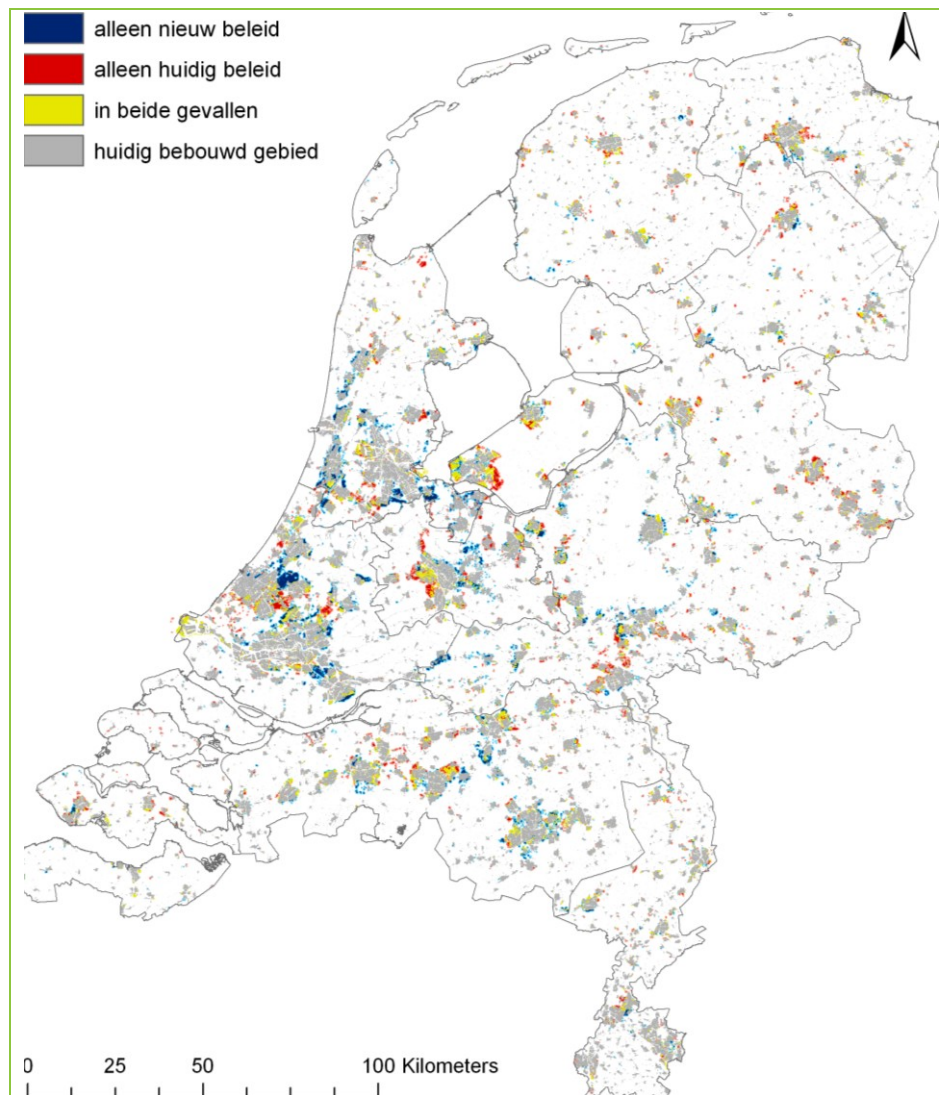 alleen nieuw beleid
alleen huidig beleid
in beide gevallen
huidig bebouwd gebied
0 25 50 100 Kilometers